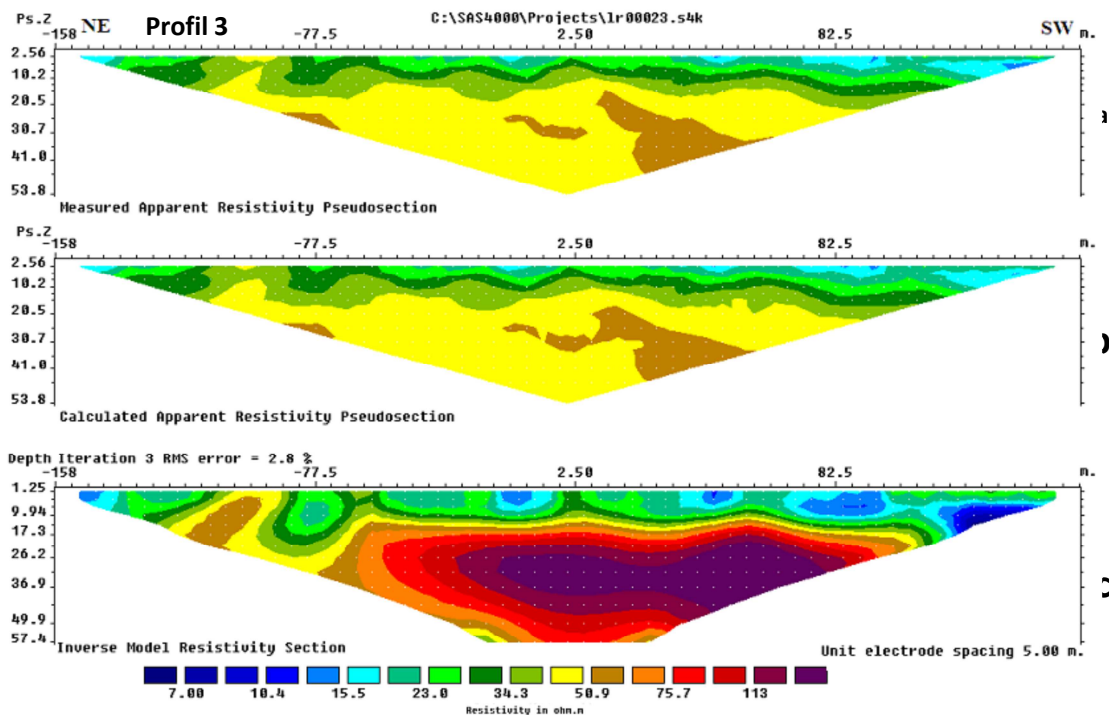 C:\SAS4000\Projects\lr00023.s4k
Ps.Z NE Profil 3 SW m.
-158 -77.5 2.50 82.5
2.56
10.2
20.5
a
30.7
41.0
53.8
Measured Apparent Resistivity Pseudosection
Ps.Z
-158 -77.5 2.50 82.5 m.
2.56
10.2
20.5
30.7
41.0
53.8
Calculated Apparent Resistivity Pseudosection
Depth Iteration 3 RMS error = 2.8 %
-158 -77.5 2.50 82.5 m.
1.25
9.94
17.3
26.2
36.9
c
49.9
57.4
Inverse Model Resistivity Section Unit electrode spacing 5.00 m.
7.00 10.4 15.5 23.0 34.3 50.9 75.7 113
Resistivity in ohm.m